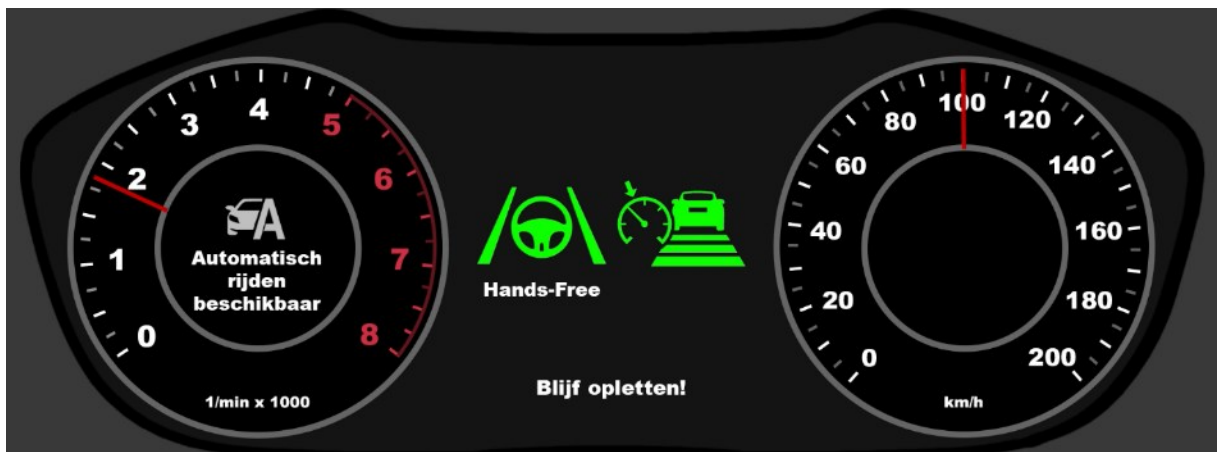 0
1
2
3
4
5
6
7
8
A
Automatisch
rijden
beschikbaar
1/min x 1000
Hands-Free
Blijf opletten!
0
20
40
60
80
100
120
140
160
180
200
km/h